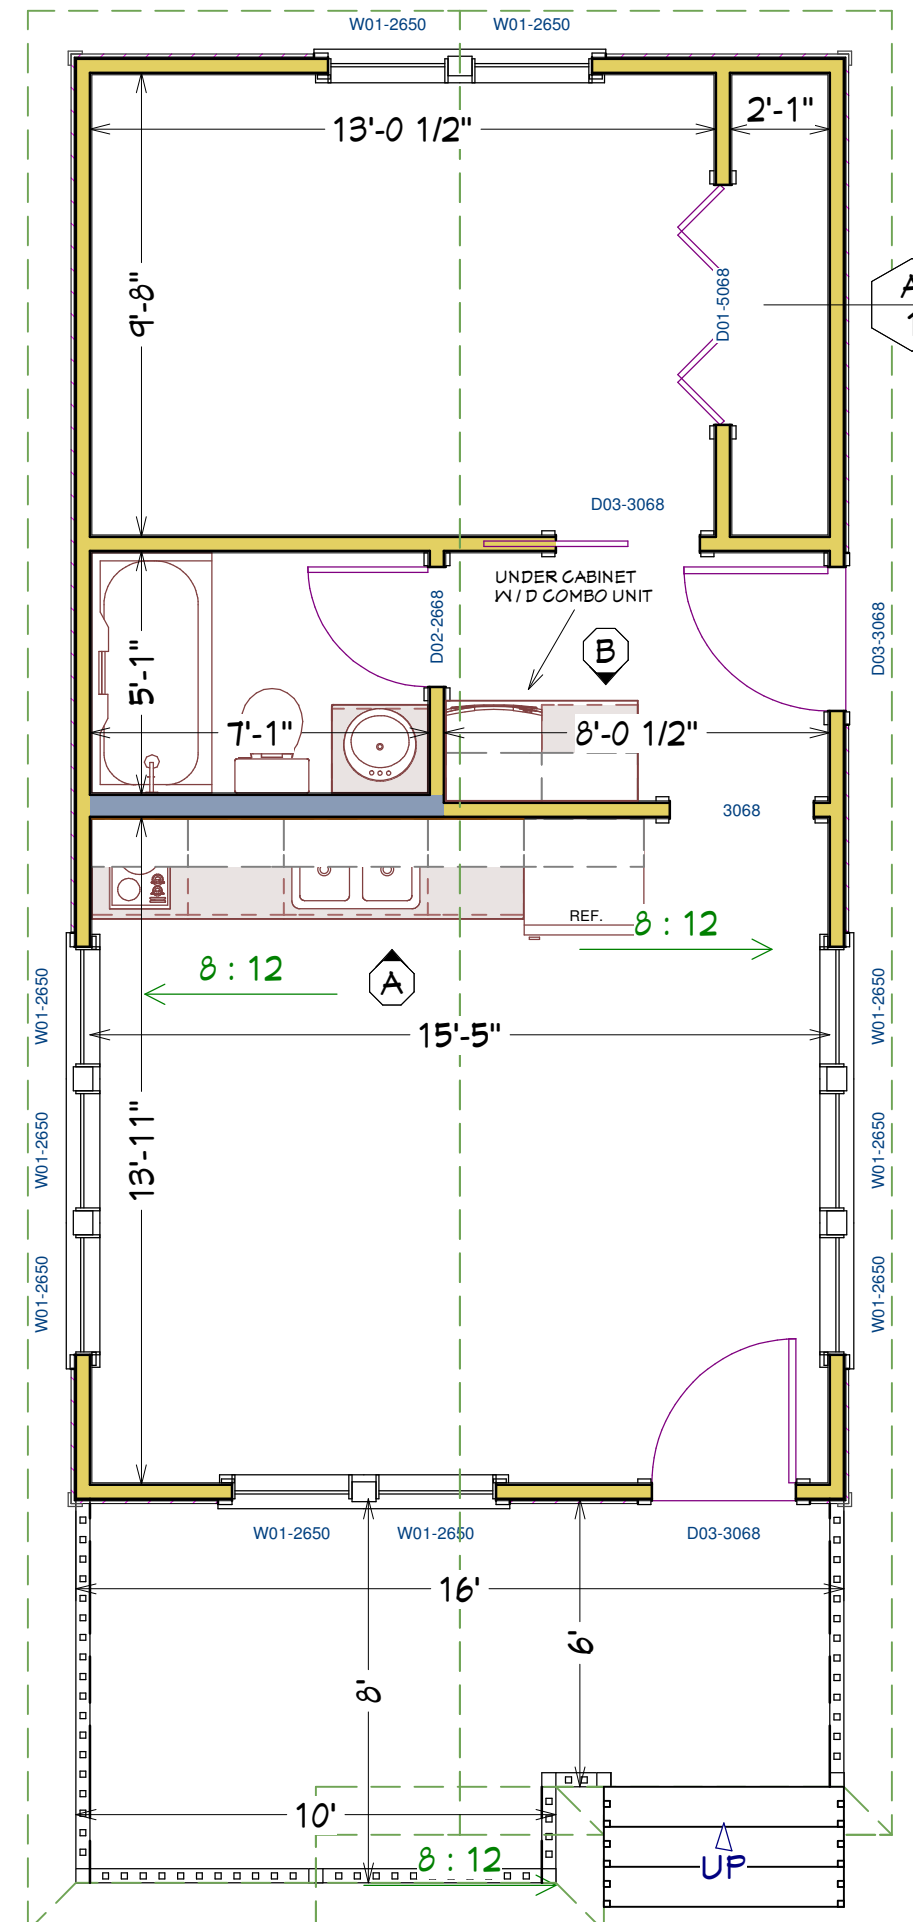 W01-2650 W01-2650
13'-0 1/2" 2'-1"
9'-8"
D01-5068
A
1
D03-3068
UNDER CABINET
W / D COMBO UNIT
D02-2668
D03-3068
B
5'-1"
7'-1" 8'-0 1/2"
3068
REF.
8 : 12
8 : 12
A
W01-2650 W01-2650
15'-5"
13'-11"
W01-2650 W01-2650
W01-2650 W01-2650
W01-2650 W01-2650 D03-3068
16'
6'
8'
10'
8 : 12
UP